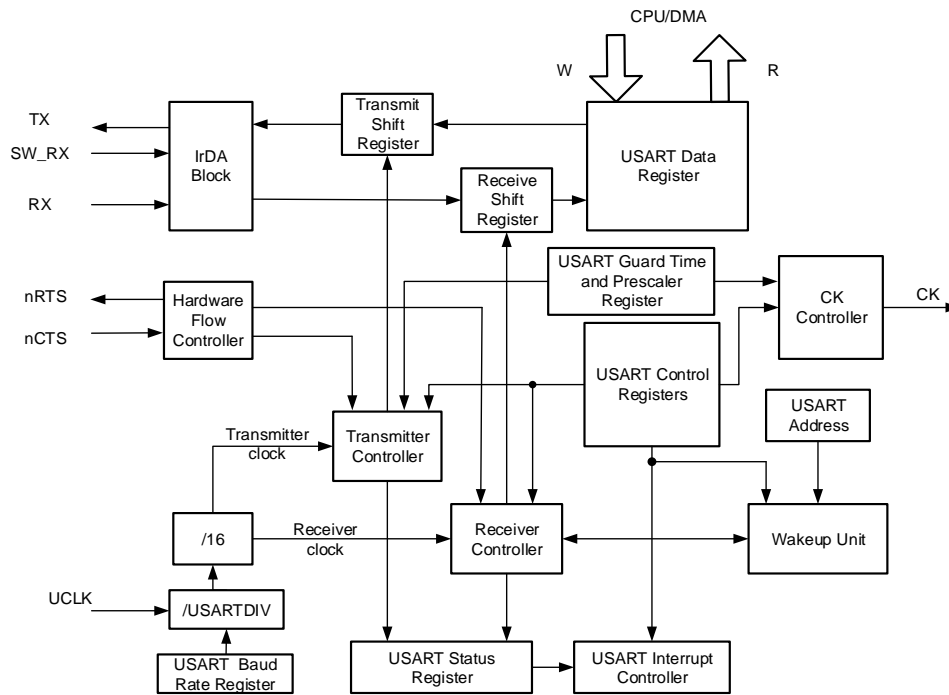 CPU/DMA
W
R
TX
SW_RX
RX
IrDA
Block
Transmit
Shift
Register
Receive
Shift
Register
USART Data
Register
nRTS
nCTS
Hardware
Flow
Controller
USART Guard Time
and Prescaler
Register
CK
Controller
CK
USART Control
Registers
USART
Address
Transmitter
clock
Transmitter
Controller
/16
Receiver
clock
Receiver
Controller
Wakeup Unit
UCLK
/USARTDIV
USART Baud
Rate Register
USART Status
Register
USART Interrupt
Controller